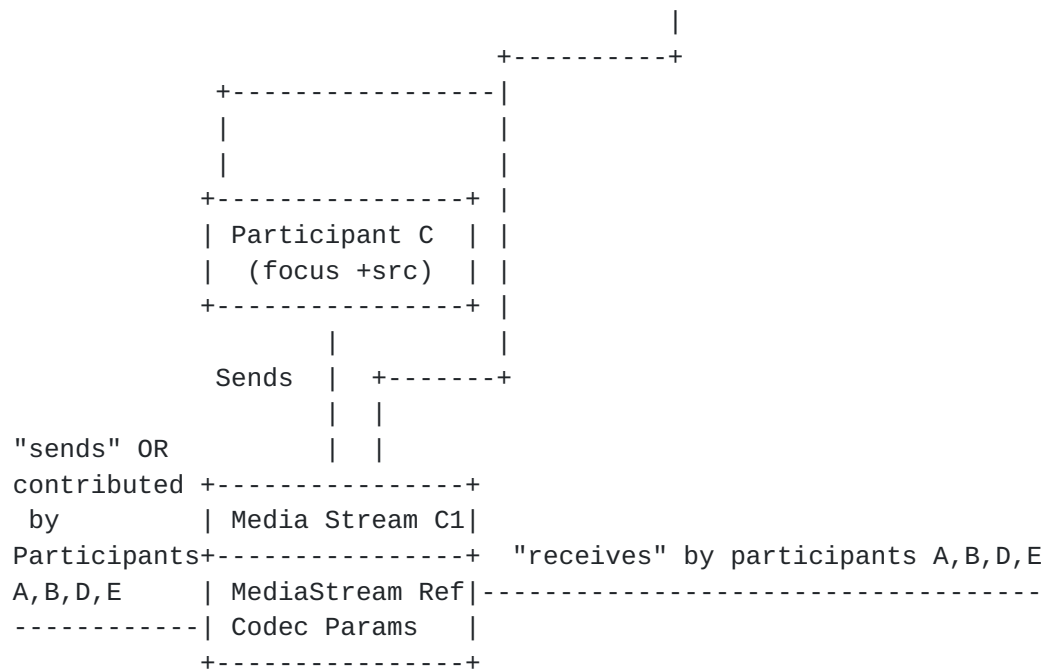 Participant C
(focus +src)
Sends
"sends" OR
contributed
by
Media Stream C1
Participants
"receives" by participants A,B,D,E
A,B,D,E
MediaStream Ref
Codec Params